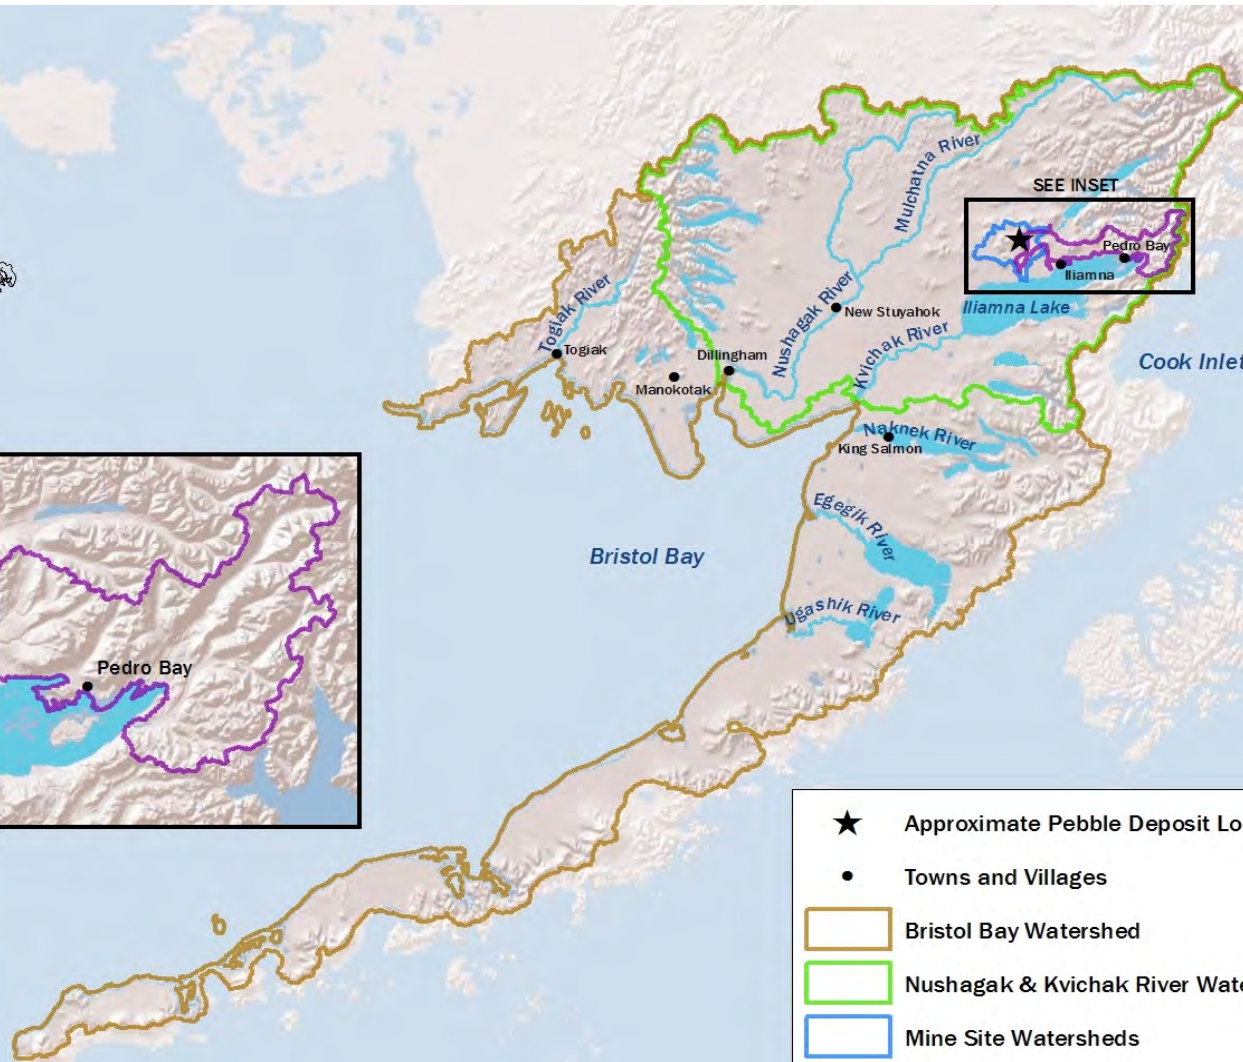 Mulchatna River
SEE INSET
Pedro Bay
Iliamna
Togiak River
Nushagak River
New Stuyahok
Iliamna Lake
Kvichak River
Togiak
Dillingham
Cook Inlet
Manokotak
Naknek River
King Salmon
Egegik River
Bristol Bay
Ugashik River
Pedro Bay
Approximate Pebble Deposit Lo
Towns and Villages
Bristol Bay Watershed
Nushagak & Kvichak River Wate
Mine Site Watersheds